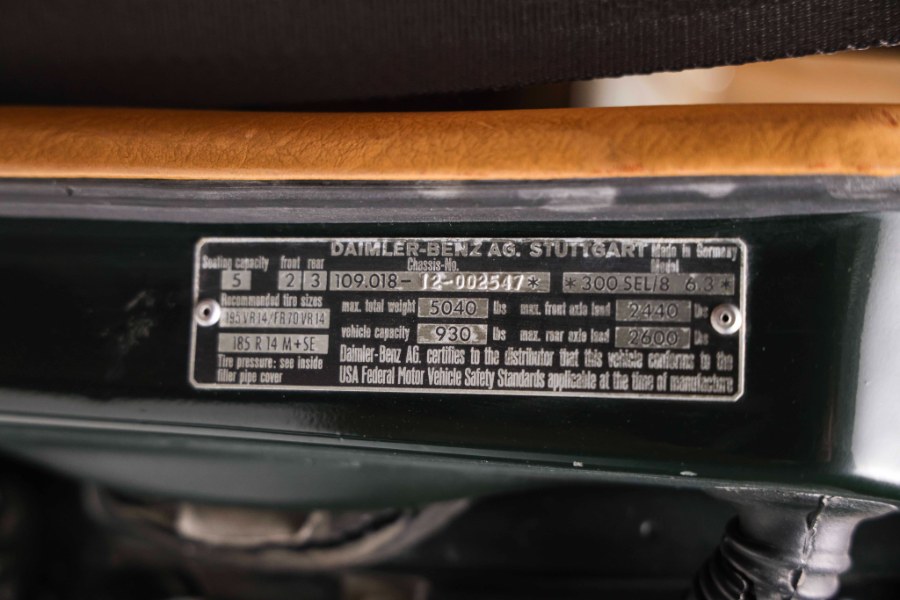 DAIMLER-BENZ AG. STUTTGART Made in Germany
Seating capacity front rear Chassis-No. Model
5 2 3 109.018- 12-002547* *300 SEL/8 6.3*
Recommended tire sizes max. total weight 5040 lbs max. front axle load 2440 lbs
195 VR 14/FR 70 VR 14
vehicle capacity 930 lbs max. rear axle load 2600 lbs
185 R 14 M+SE
Daimler-Benz AG. certifies to the distributor that this vehicle conforms to the
Tire pressure: see inside
USA Federal Motor Vehicle Safety Standards applicable at the time of manufacture
filler pipe cover